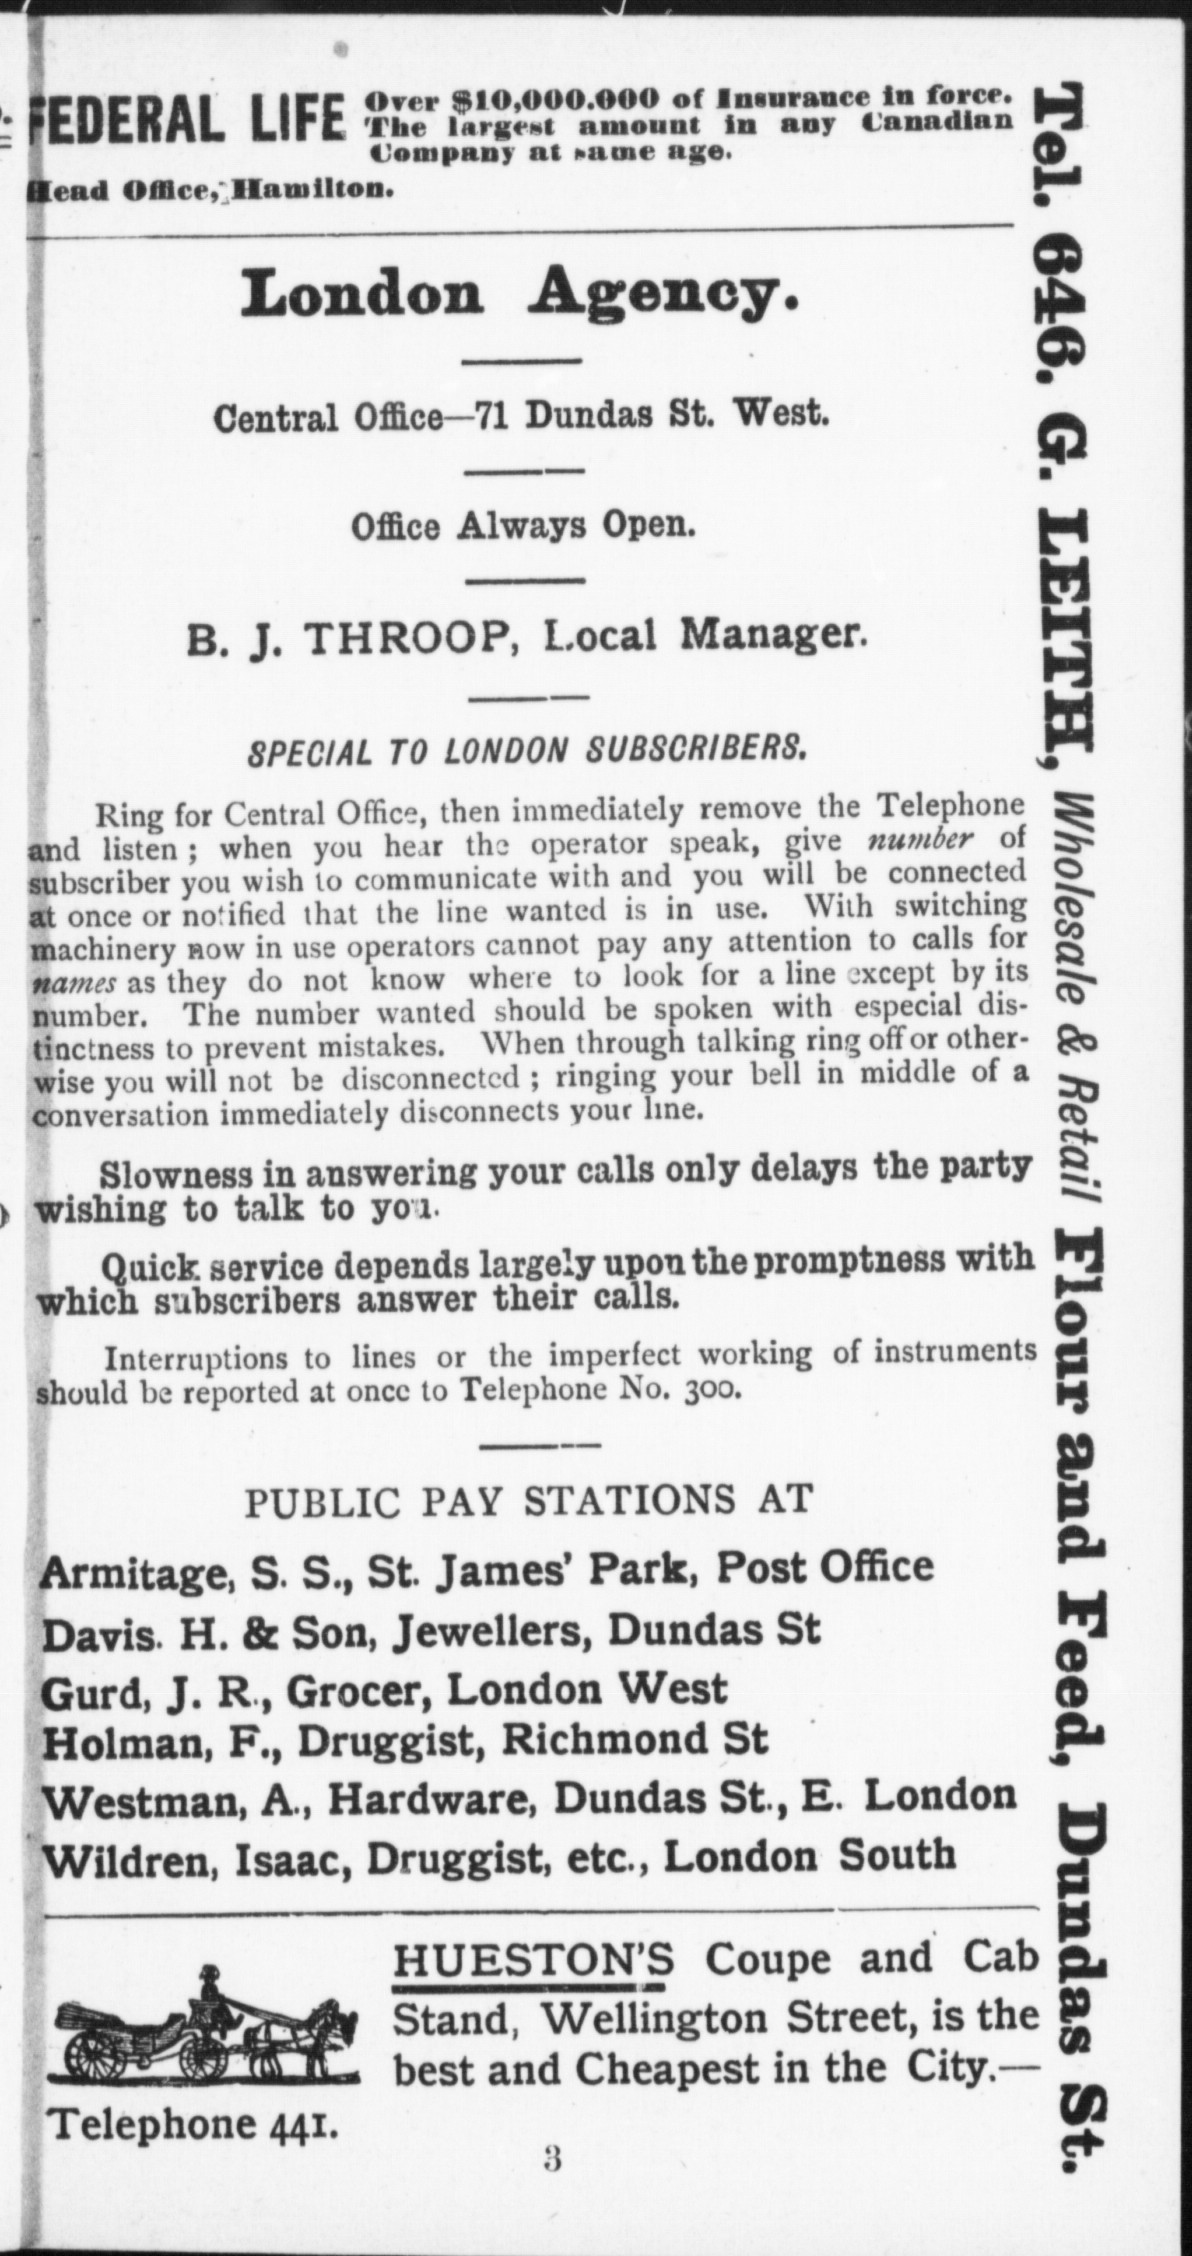 FEDERAL LIFE Over $10,000.000 of Insurance in force.
The largest amount in any Canadian
Company at same age.
Head Office, Hamilton.
London Agency.
Central Office—71 Dundas St. West.
Office Always Open.
B. J. THROOP, Local Manager.
SPECIAL TO LONDON SUBSCRIBERS.
Ring for Central Office, then immediately remove the Telephone
and listen ; when you hear the operator speak, give number of
subscriber you wish to communicate with and you will be connected
at once or notified that the line wanted is in use. With switching
machinery now in use operators cannot pay any attention to calls for
names as they do not know where to look for a line except by its
number. The number wanted should be spoken with especial dis-
tinctness to prevent mistakes. When through talking ring off or other-
wise you will not be disconnected ; ringing your bell in middle of a
conversation immediately disconnects your line.
Slowness in answering your calls only delays the party
wishing to talk to you.
Quick service depends largely upon the promptness with
which subscribers answer their calls.
Interruptions to lines or the imperfect working of instruments
should be reported at once to Telephone No. 300.
PUBLIC PAY STATIONS AT
Armitage, S. S., St. James' Park, Post Office
Davis. H. & Son, Jewellers, Dundas St
Gurd, J. R., Grocer, London West
Holman, F., Druggist, Richmond St
Westman, A., Hardware, Dundas St., E. London
Wildren, Isaac, Druggist, etc., London South
HUESTON'S Coupe and Cab
Stand, Wellington Street, is the
best and Cheapest in the City.—
Telephone 441.
3
Tel. 646. G. LEITH, Wholesale & Retail Flour and Feed, Dundas St.